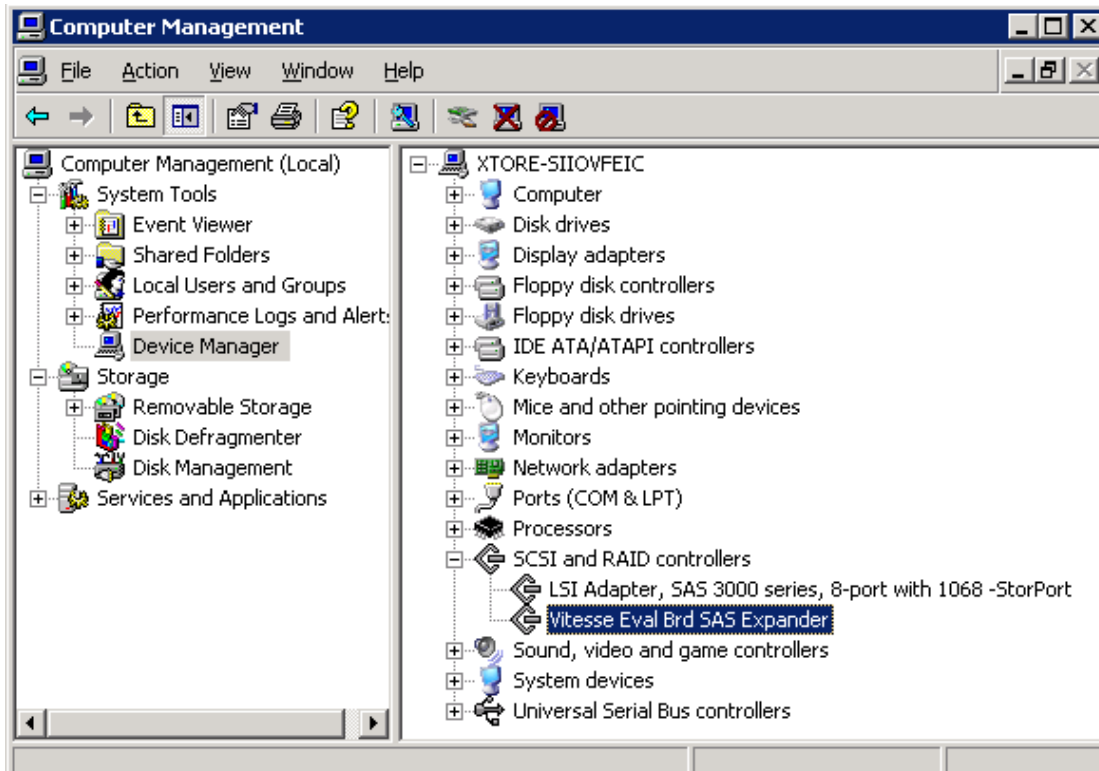 Computer Management
File Action View Window Help
Computer Management (Local)
System Tools
Event Viewer
Shared Folders
Local Users and Groups
Performance Logs and Alert:
Device Manager
Storage
Removable Storage
Disk Defragmenter
Disk Management
Services and Applications
XTORE-SIIOVFEIC
Computer
Disk drives
Display adapters
Floppy disk controllers
Floppy disk drives
IDE ATA/ATAPI controllers
Keyboards
Mice and other pointing devices
Monitors
Network adapters
Ports (COM & LPT)
Processors
SCSI and RAID controllers
LSI Adapter, SAS 3000 series, 8-port with 1068 -StorPort
Vitesse Eval Brd SAS Expander
Sound, video and game controllers
System devices
Universal Serial Bus controllers